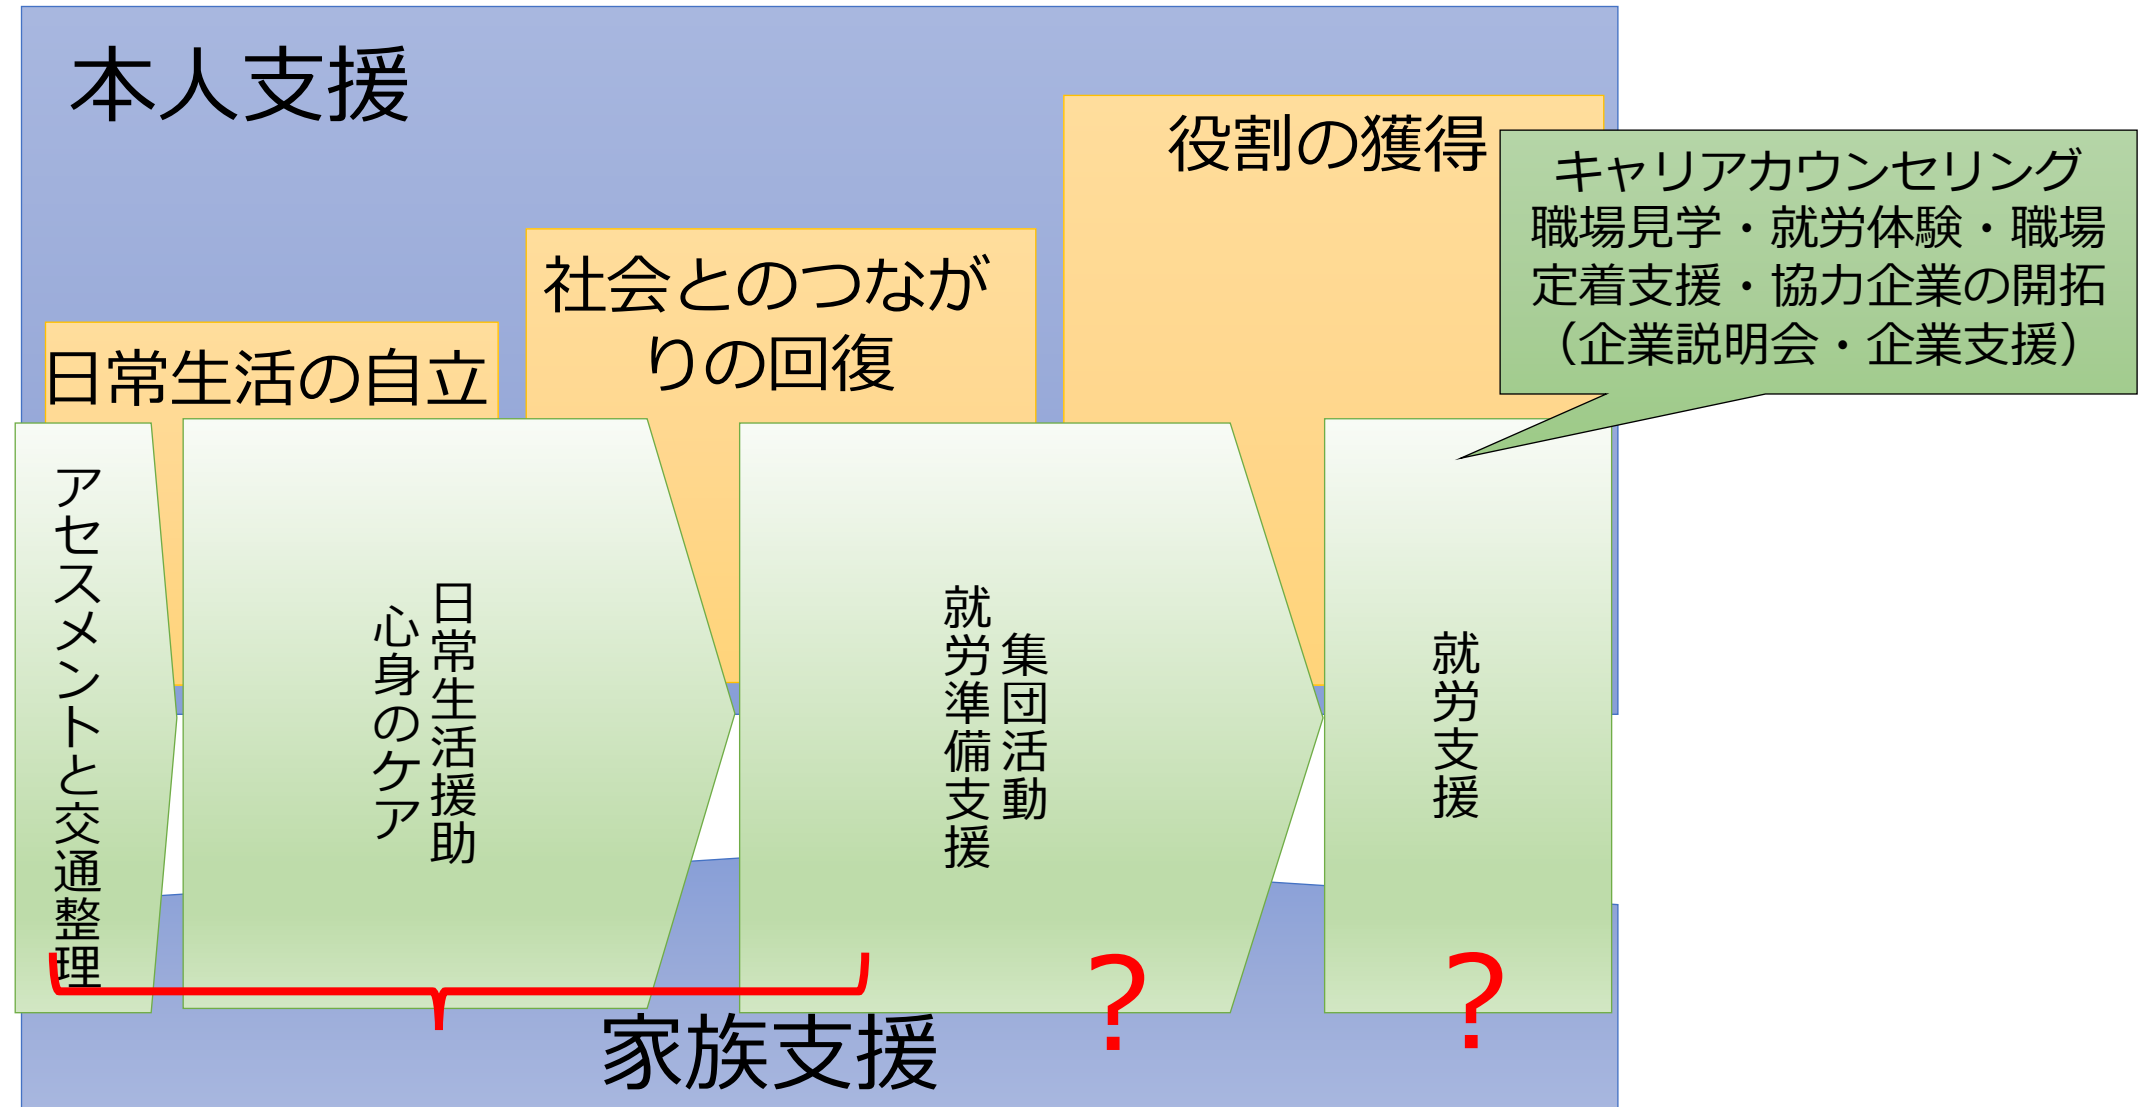 本人支援
役割の獲得
キャリアカウンセリング
職場見学・就労体験・職場
定着支援・協力企業の開拓
（企業説明会・企業支援）
社会とのつなが
りの回復
日常生活の自立
アセスメントと交通整理
日常生活援助
心身のケア
集団活動
就労準備支援
就労支援
?
?
家族支援